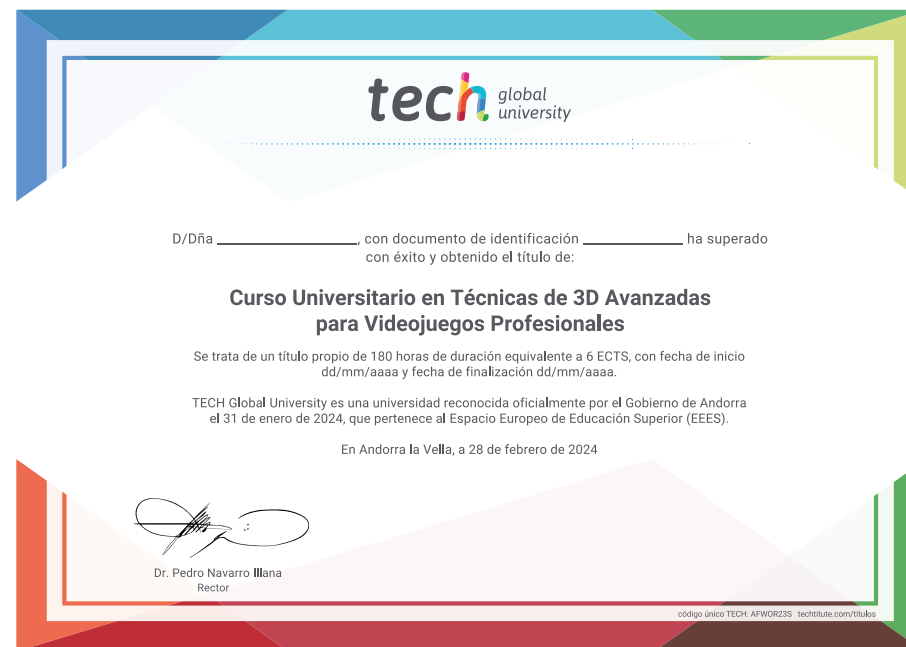 tech global university
D/Dña ____________________, con documento de identificación ______________ ha superado
con éxito y obtenido el título de:
Curso Universitario en Técnicas de 3D Avanzadas
para Videojuegos Profesionales
Se trata de un título propio de 180 horas de duración equivalente a 6 ECTS, con fecha de inicio
dd/mm/aaaa y fecha de finalización dd/mm/aaaa.
TECH Global University es una universidad reconocida oficialmente por el Gobierno de Andorra
el 31 de enero de 2024, que pertenece al Espacio Europeo de Educación Superior (EEES).
En Andorra la Vella, a 28 de febrero de 2024
Dr. Pedro Navarro Illana
Rector
código único TECH: AFWOR23S techtitute.com/titulos